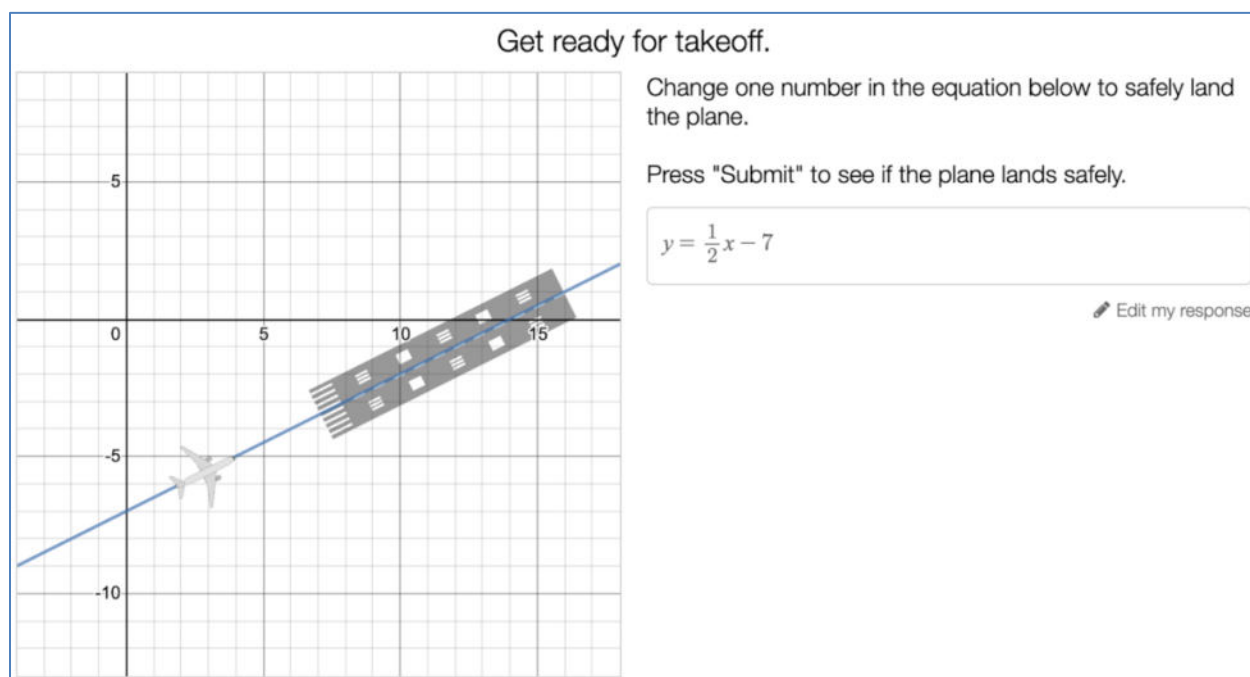 Get ready for takeoff.
Change one number in the equation below to safely land
the plane.
Press "Submit" to see if the plane lands safely.
y = 1/2 x − 7
Edit my response
5
0 5 10 15
-5
-10